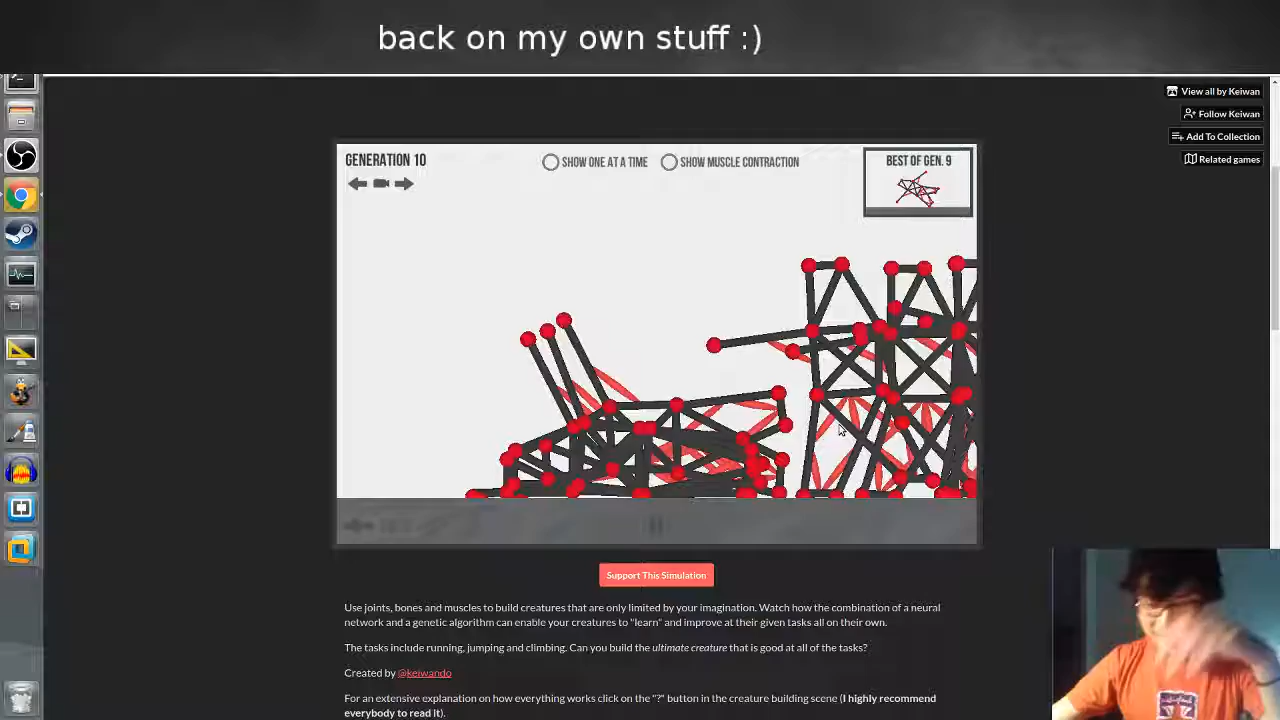 back on my own stuff :)
View all by Keiwan
Follow Keiwan
Add To Collection
Related games
GENERATION 10
SHOW ONE AT A TIME
SHOW MUSCLE CONTRACTION
BEST OF GEN. 9
Support This Simulation
Use joints, bones and muscles to build creatures that are only limited by your imagination. Watch how the combination of a neural
network and a genetic algorithm can enable your creatures to "learn" and improve at their given tasks all on their own.
The tasks include running, jumping and climbing. Can you build the ultimate creature that is good at all of the tasks?
Created by @keiwando
For an extensive explanation on how everything works click on the "?" button in the creature building scene (I highly recommend
everybody to read it).